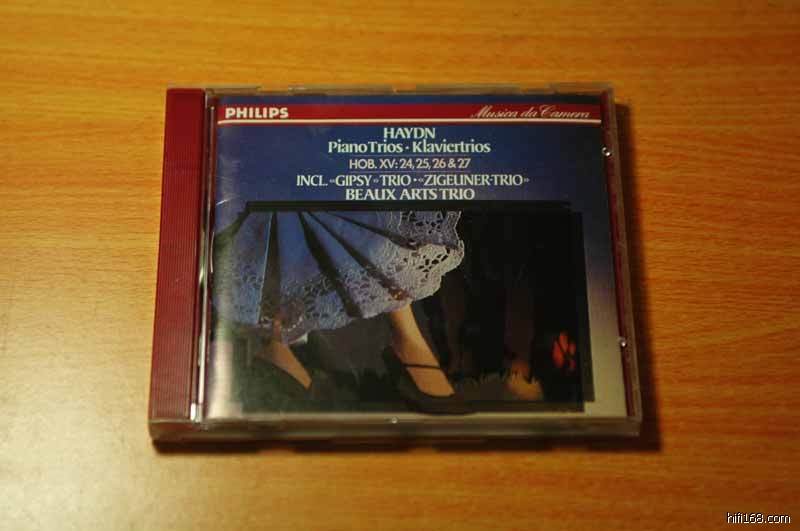 PHILIPS
Musica da Camera
HAYDN
Piano Trios · Klaviertrios
HOB. XV: 24, 25, 26 & 27
INCL. «GIPSY» TRIO · «ZIGEUNER-TRIO»
BEAUX ARTS TRIO
hifi168.com